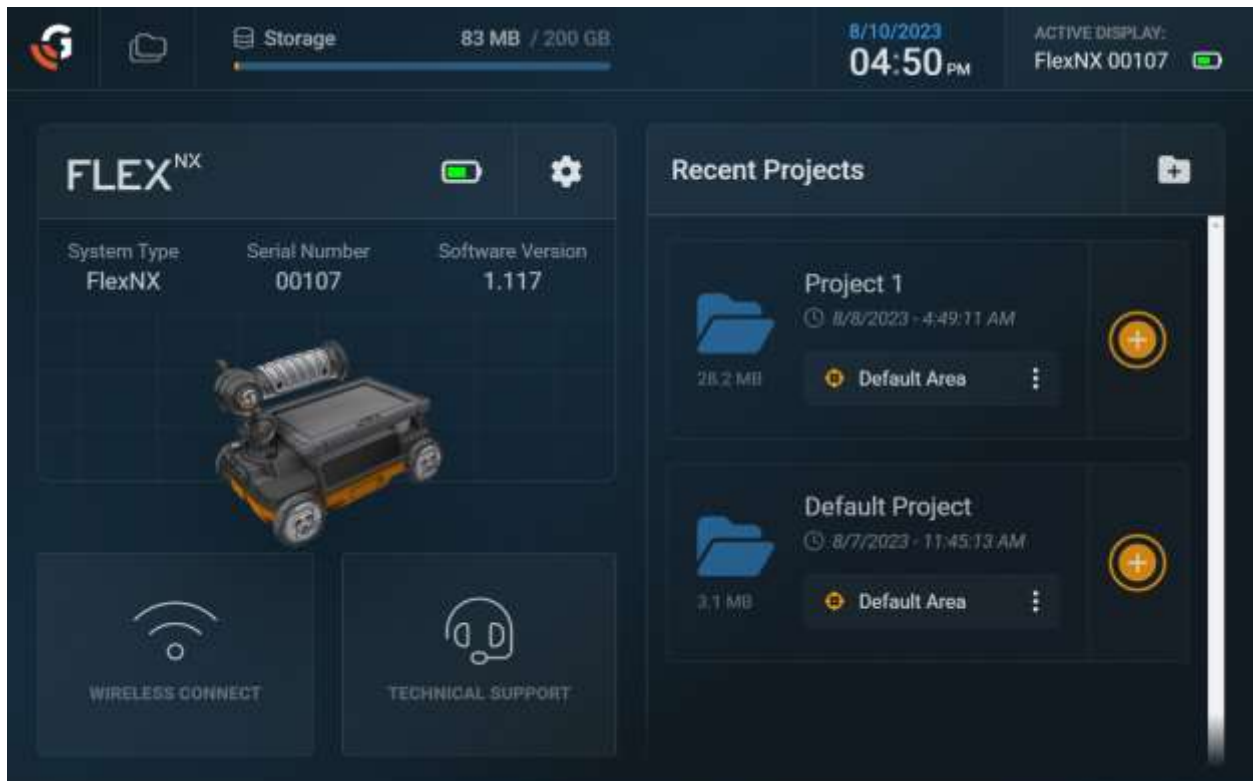 Storage 83 MB / 200 GB
8/10/2023
04:50 PM
ACTIVE DISPLAY:
FlexNX 00107
FLEX NX
System Type Serial Number Software Version
FlexNX 00107 1.117
WIRELESS CONNECT
TECHNICAL SUPPORT
Recent Projects
Project 1
8/8/2023 - 4:49:11 AM
28.2 MB
Default Area
Default Project
8/7/2023 - 11:45:13 AM
3.1 MB
Default Area